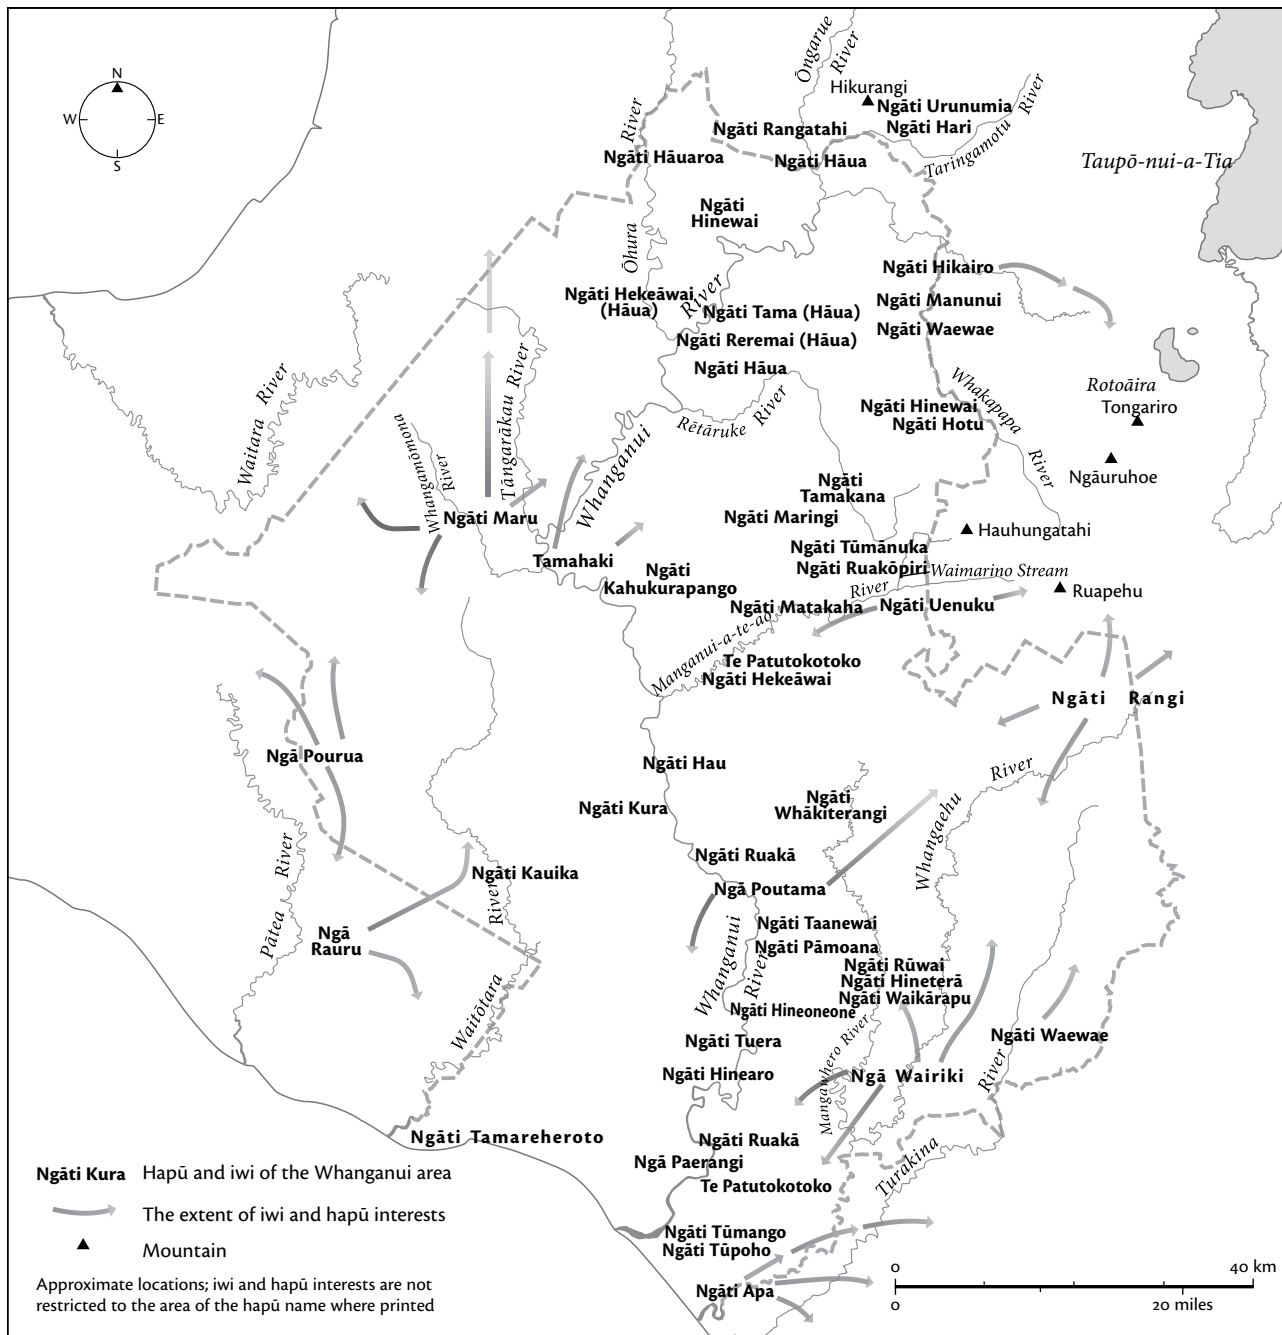 N
W
E
S
Ōngarue
River
Hikurangi
Ngāti Urunumia
Ngāti Hari
River
Ngāti Rangatahi
Taringamotu
River
Ngāti Hāuaroa
Ngāti Hāua
Taupō-nui-a-Tia
Ngāti
Hinewai
Ōhura
Ngāti Hikairo
River
Ngāti Hekeāwai
(Hāua)
Ngāti Manunui
Ngāti Tama (Hāua)
Ngāti Waewae
Ngāti Reremai (Hāua)
Ngāti Hāua
Waitara River
Tāngarākau River
Whangamomona
River
Whanganui
Rētāruke River
Whakapapa
River
Ngāti Hinewai
Ngāti Hotu
Rotoāira
Tongariro
Ngāuruhoe
Ngāti
Tamakana
Ngāti Maru
Ngāti Maringi
Hauhungatahi
Ngāti Tūmānuka
Tamahaki
Ngāti Ruakōpiri
Waimarino Stream
Ngāti
Kahukurapango
River
Ruapehu
Ngāti Matakaha
Ngāti Uenuku
Manganui-a-te-ao
Te Patutokotoko
Ngāti Hekeāwai
Ngāti Rangi
Ngā Pourua
Ngāti Hau
River
Ngāti Kura
Ngāti
Whākiterangi
Whangaehu
Pātea River
Ngāti Ruakā
Ngāti Kauika
River
Ngā Poutama
Ngā
Rauru
Ngāti Taanewai
Whanganui
River
Ngāti Pāmoana
Ngāti Rūwai
Ngāti Hineterā
Ngāti Waikārapu
Waitōtara
Ngāti Hineoneone
Ngāti Tuera
Mangawhero River
Ngāti Waewae
Ngāti Hinearo
Ngā Wairiki
River
Ngāti Tamareheroto
Ngāti Ruakā
Ngā Paerangi
Turakina
Te Patutokotoko
Ngāti Tūmango
Ngāti Tūpoho
Ngāti Apa
Ngāti Kura Hapū and iwi of the Whanganui area
The extent of iwi and hapū interests
Mountain
Approximate locations; iwi and hapū interests are not
restricted to the area of the hapū name where printed
0 40 km
0 20 miles